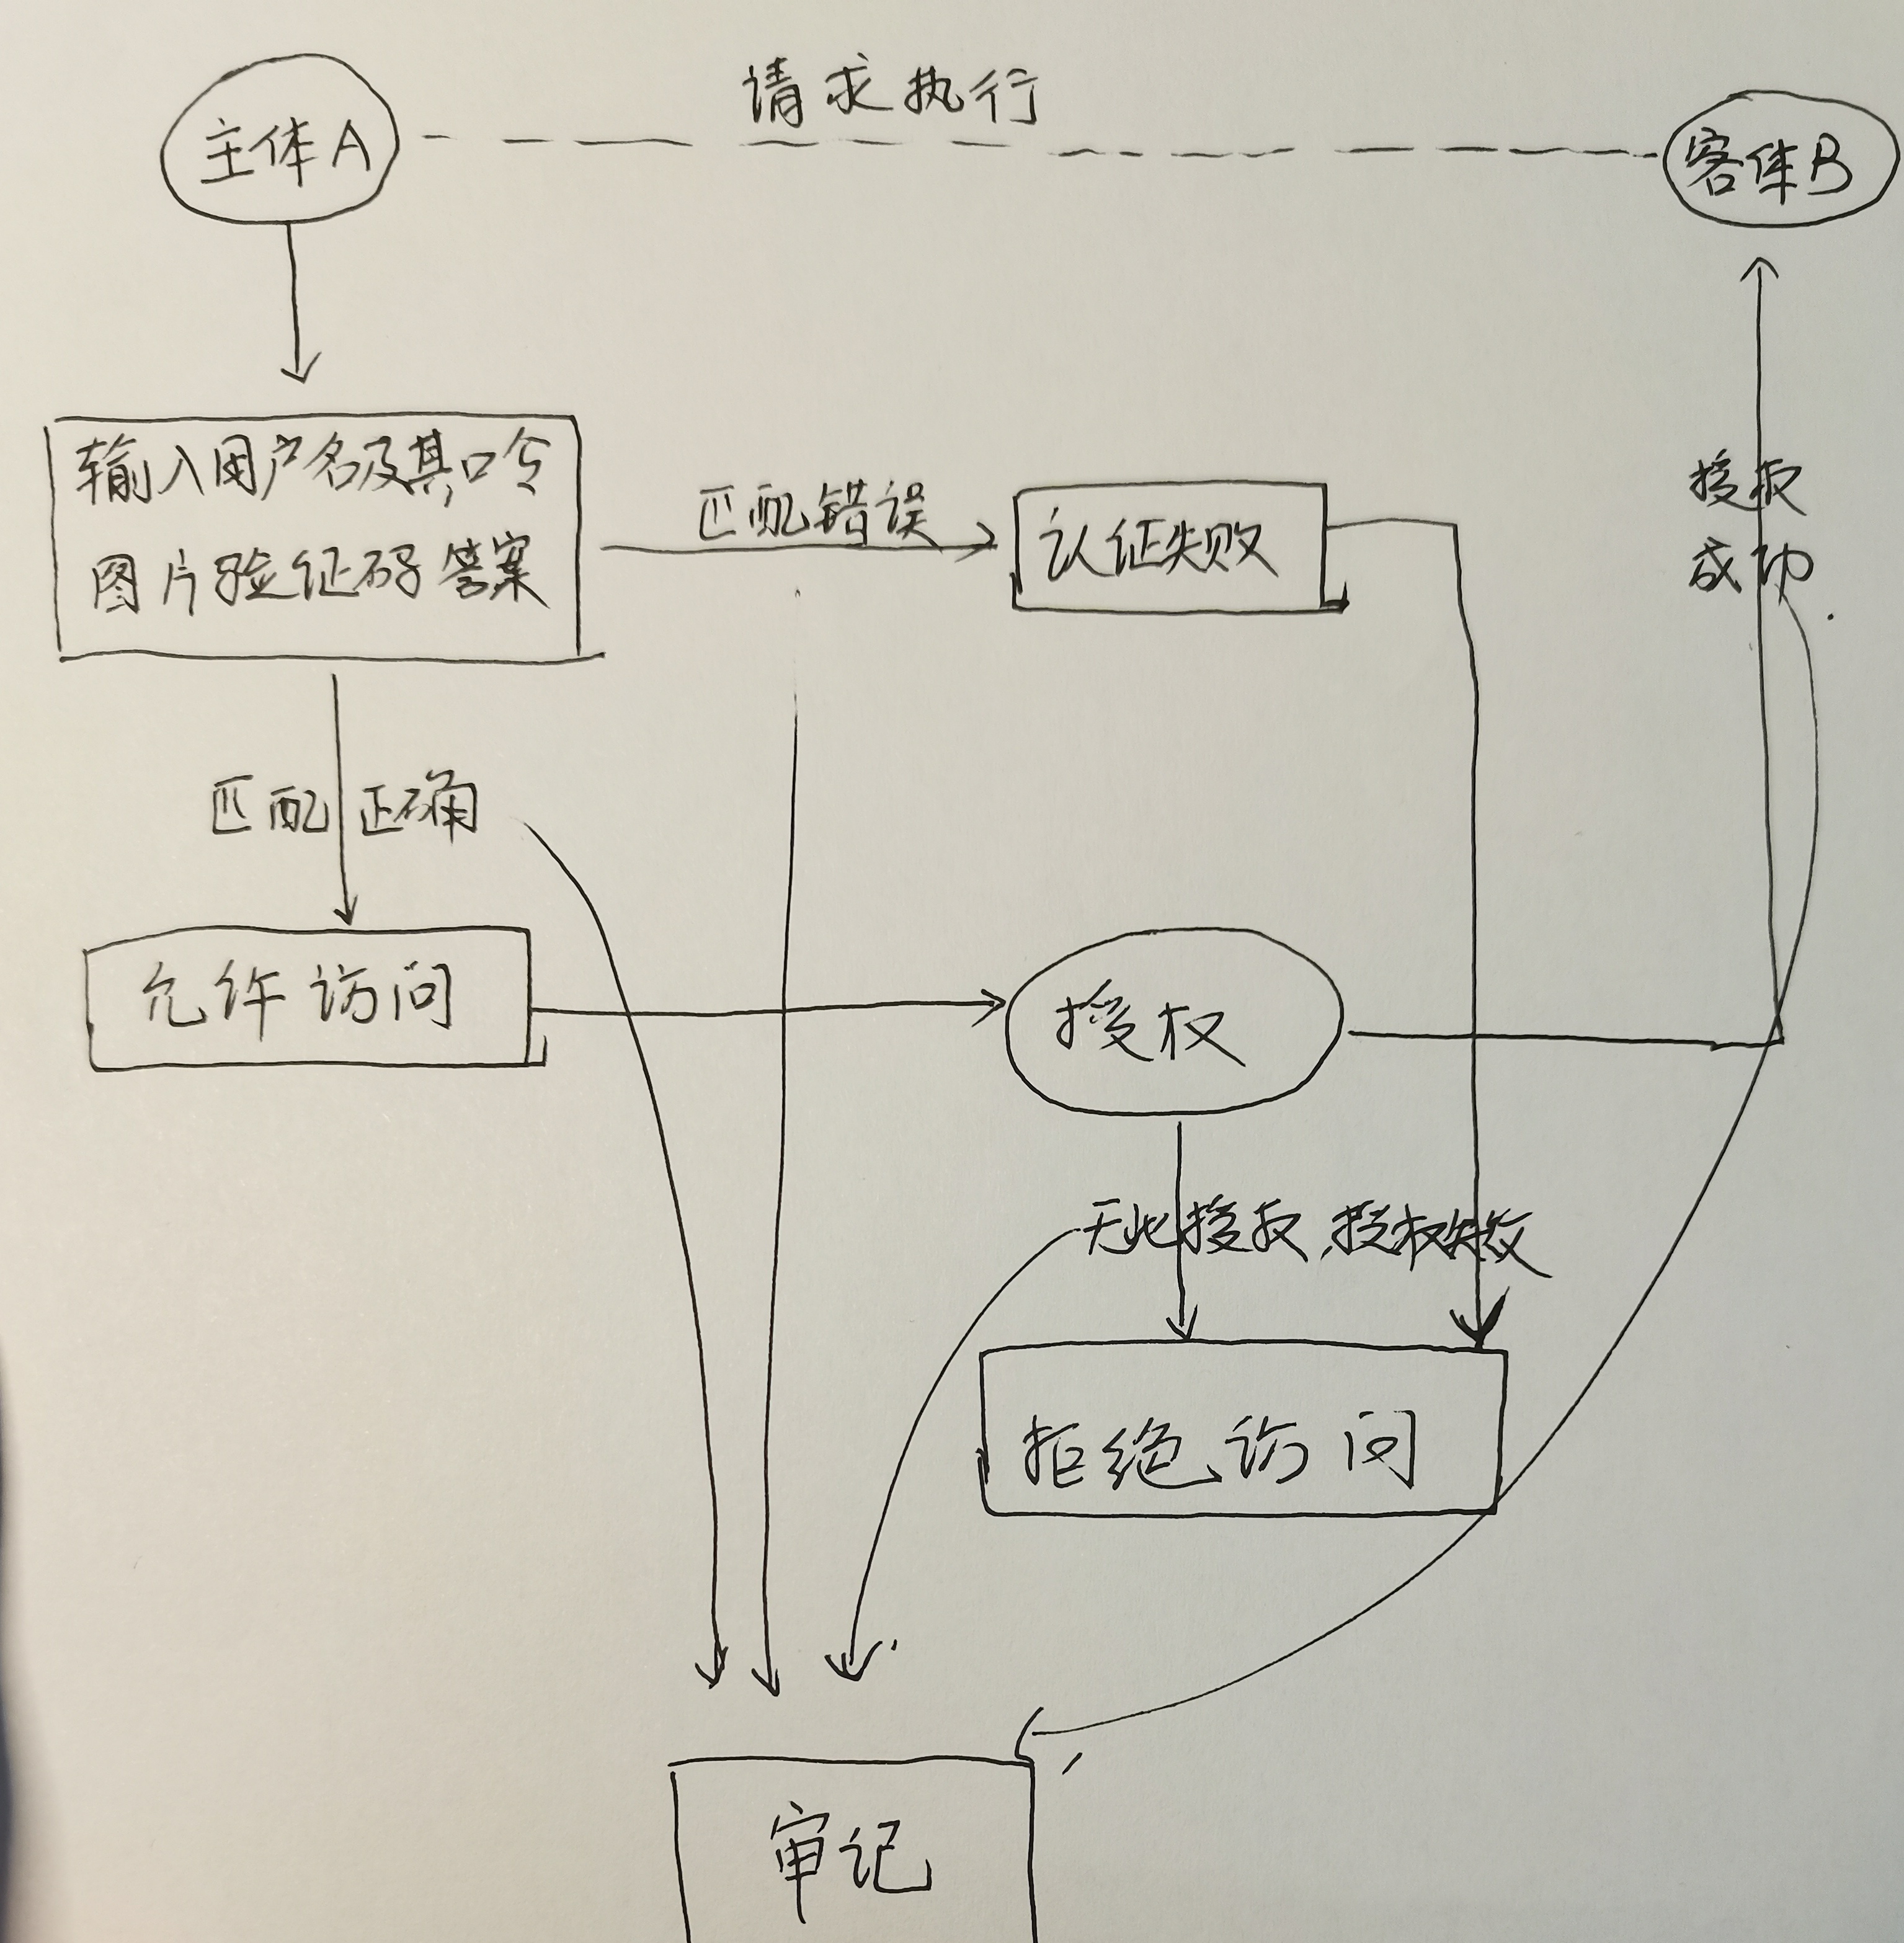 请求执行
主体A
客体B
输入用户名及其口令
图片验证码答案
匹配错误
认证失败
授权
成功
匹配正确
允许访问
授权
无此授权,授权失效
拒绝访问
审记